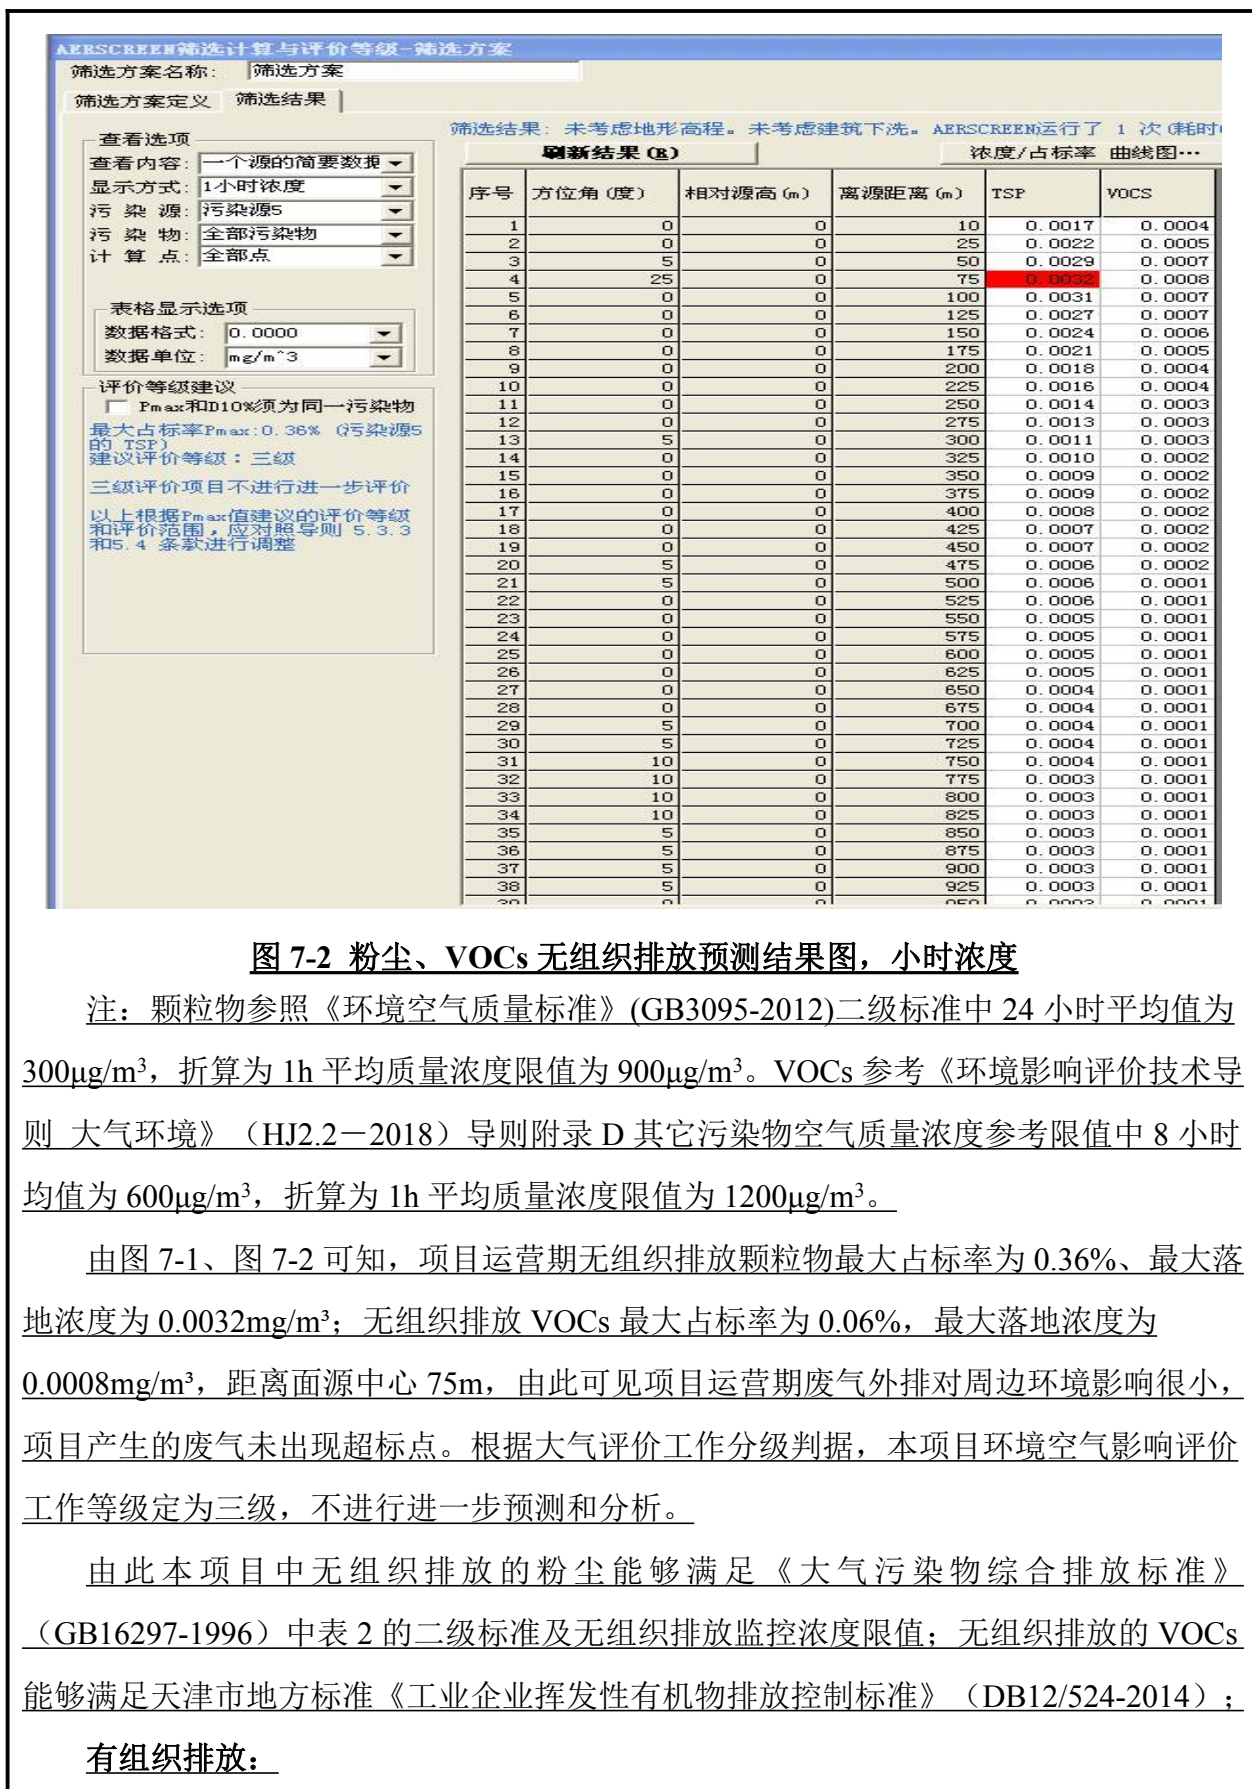 AERSCREEN筛选计算与评价等级-筛选方案
筛选方案名称: 筛选方案
筛选方案定义 筛选结果
查看选项
查看内容: 一个源的简要数据
显示方式: 1小时浓度
污 染 源: 污染源5
污 染 物: 全部污染物
计 算 点: 全部点
表格显示选项
数据格式: 0.0000
数据单位: mg/m^3
评价等级建议
Pmax和D10%须为同一污染物
最大占标率Pmax:0.36% (污染源5
的 TSP)
建议评价等级: 三级
三级评价项目不进行进一步评价
以上根据Pmax值建议的评价等级
和评价范围,应对照导则 5.3.3
和5.4 条款进行调整
筛选结果: 未考虑地形高程。未考虑建筑下洗。AERSCREEN运行了 1 次(耗时
刷新结果(R) 浓度/占标率 曲线图…
序号 方位角(度) 相对源高(m) 离源距离(m) TSP VOCS
1 0 0 10 0.0017 0.0004
2 0 0 25 0.0022 0.0005
3 5 0 50 0.0029 0.0007
4 25 0 75 0.0032 0.0008
5 0 0 100 0.0031 0.0007
6 0 0 125 0.0027 0.0007
7 0 0 150 0.0024 0.0006
8 0 0 175 0.0021 0.0005
9 0 0 200 0.0018 0.0004
10 0 0 225 0.0016 0.0004
11 0 0 250 0.0014 0.0003
12 0 0 275 0.0013 0.0003
13 5 0 300 0.0011 0.0003
14 0 0 325 0.0010 0.0002
15 0 0 350 0.0009 0.0002
16 0 0 375 0.0009 0.0002
17 0 0 400 0.0008 0.0002
18 0 0 425 0.0007 0.0002
19 0 0 450 0.0007 0.0002
20 5 0 475 0.0006 0.0002
21 5 0 500 0.0006 0.0001
22 0 0 525 0.0006 0.0001
23 0 0 550 0.0005 0.0001
24 0 0 575 0.0005 0.0001
25 0 0 600 0.0005 0.0001
26 0 0 625 0.0005 0.0001
27 0 0 650 0.0004 0.0001
28 0 0 675 0.0004 0.0001
29 5 0 700 0.0004 0.0001
30 5 0 725 0.0004 0.0001
31 10 0 750 0.0004 0.0001
32 10 0 775 0.0003 0.0001
33 10 0 800 0.0003 0.0001
34 10 0 825 0.0003 0.0001
35 5 0 850 0.0003 0.0001
36 5 0 875 0.0003 0.0001
37 5 0 900 0.0003 0.0001
38 5 0 925 0.0003 0.0001
图 7-2 粉尘、VOCs 无组织排放预测结果图，小时浓度
注：颗粒物参照《环境空气质量标准》(GB3095-2012)二级标准中 24 小时平均值为
300μg/m³，折算为 1h 平均质量浓度限值为 900μg/m³。VOCs 参考《环境影响评价技术导
则 大气环境》（HJ2.2－2018）导则附录 D 其它污染物空气质量浓度参考限值中 8 小时
均值为 600μg/m³，折算为 1h 平均质量浓度限值为 1200μg/m³。
由图 7-1、图 7-2 可知，项目运营期无组织排放颗粒物最大占标率为 0.36%、最大落
地浓度为 0.0032mg/m³；无组织排放 VOCs 最大占标率为 0.06%，最大落地浓度为
0.0008mg/m³，距离面源中心 75m，由此可见项目运营期废气外排对周边环境影响很小，
项目产生的废气未出现超标点。根据大气评价工作分级判据，本项目环境空气影响评价
工作等级定为三级，不进行进一步预测和分析。
由此本项目中无组织排放的粉尘能够满足《大气污染物综合排放标准》
（GB16297-1996）中表 2 的二级标准及无组织排放监控浓度限值；无组织排放的 VOCs
能够满足天津市地方标准《工业企业挥发性有机物排放控制标准》（DB12/524-2014）；
有组织排放：